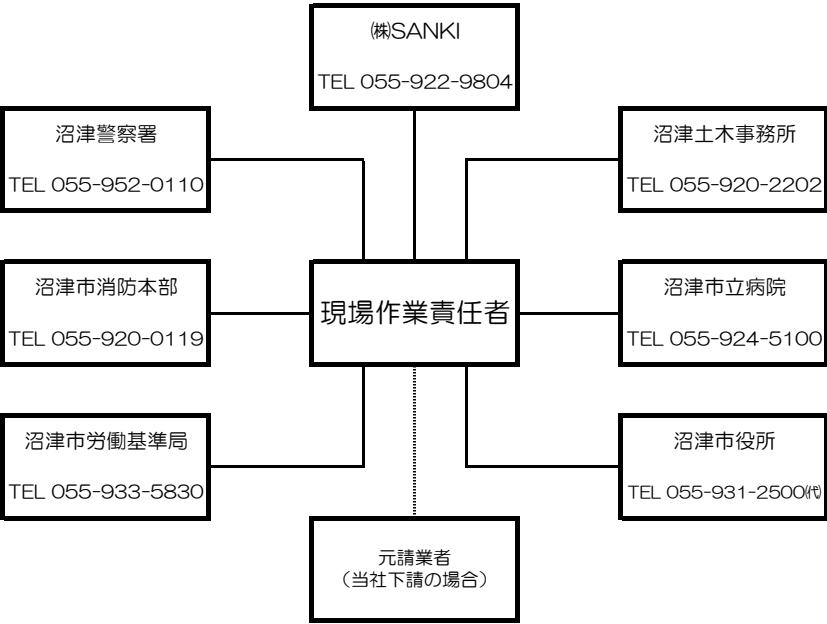 ㈱SANKI
TEL 055-922-9804
沼津警察署
TEL 055-952-0110
沼津土木事務所
TEL 055-920-2202
沼津市消防本部
TEL 055-920-0119
現場作業責任者
沼津市立病院
TEL 055-924-5100
沼津市労働基準局
TEL 055-933-5830
沼津市役所
TEL 055-931-2500㈹
元請業者
（当社下請の場合）